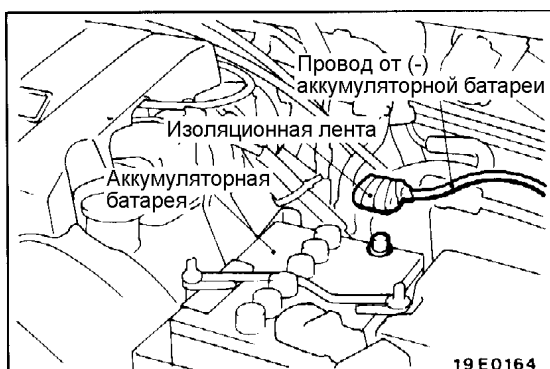 Провод от (-)
аккумуляторной батареи
Изоляционная лента
Аккумуляторная
батарея
19E0164